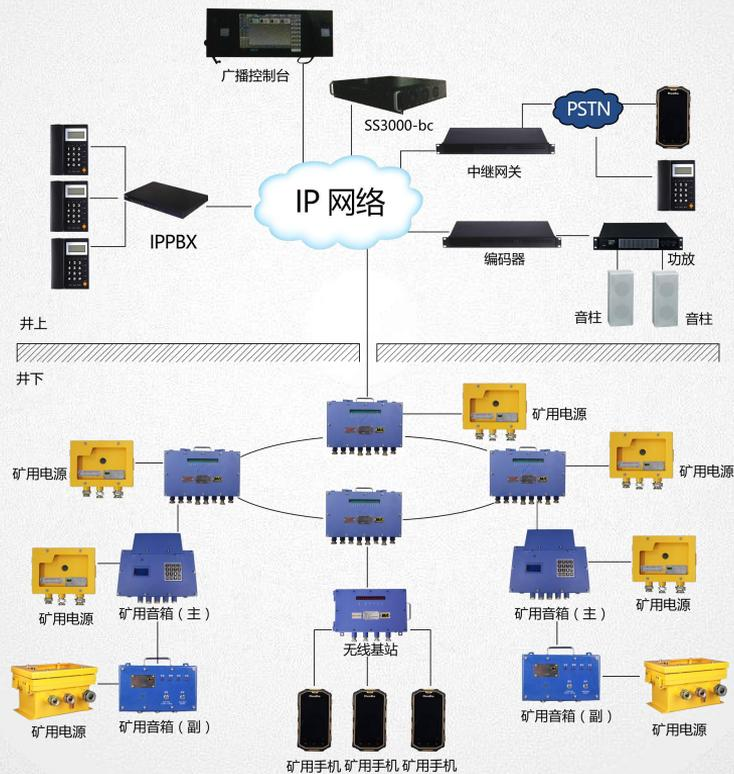 广播控制台
SS3000-bc
PSTN
中继网关
IP 网络
IPPBX
编码器
功放
音柱
音柱
井上
井下
矿用电源
矿用电源
矿用电源
矿用电源
矿用音箱（主）
矿用音箱（主）
矿用电源
无线基站
矿用电源
矿用音箱（副）
矿用音箱（副）
矿用电源
矿用手机
矿用手机
矿用手机